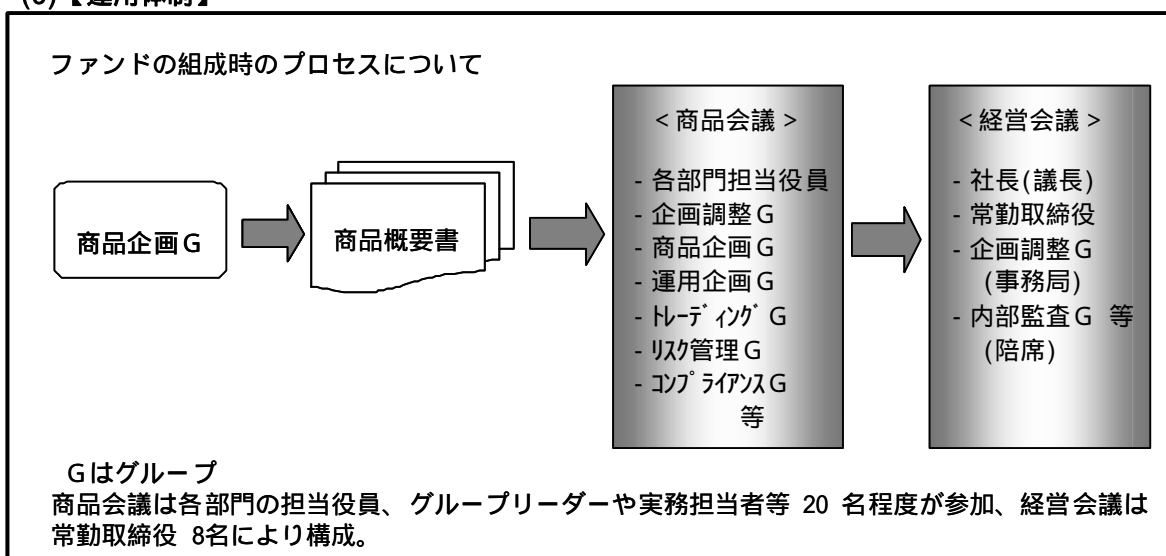 (3)【運用体制】
ファンドの組成時のプロセスについて
商品企画G
商品概要書
<商品会議>
- 各部門担当役員
- 企画調整G
- 商品企画G
- 運用企画G
- ﾄﾚｰﾃﾞｨﾝｸﾞG
- ﾘｽｸ管理G
- ｺﾝﾌﾟﾗｲｱﾝｽG
等
<経営会議>
- 社長(議長)
- 常勤取締役
- 企画調整G
(事務局)
- 内部監査G 等
(陪席)
Gはグループ
商品会議は各部門の担当役員、グループリーダーや実務担当者等 20 名程度が参加、経営会議は
常勤取締役 8名により構成。